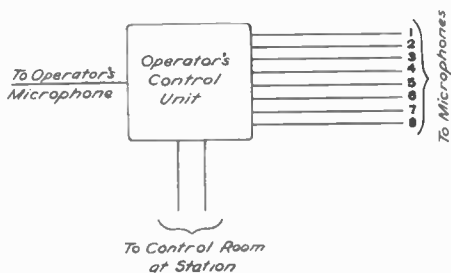 Operator's
Control
Unit
To Operator's
Microphone
1
2
3
4
5
6
7
8
To Microphones
To Control Room
at Station